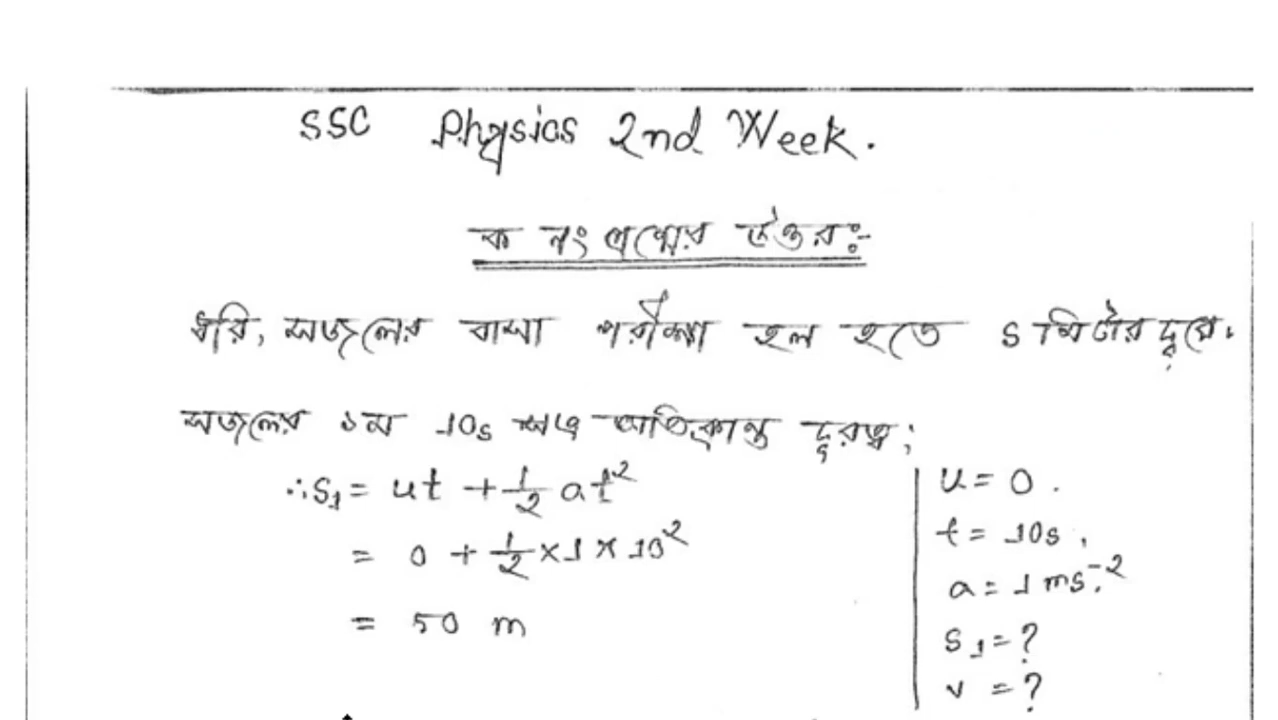 SSC Physics 2nd Week.
ক নং প্রশ্নের উত্তরঃ-
ধরি, সজলের বাসা পরীক্ষা হল হতে S মিটার দূরে।
সজলের ১ম 10s এ অতিক্রান্ত দূরত্ব;
∴S₁ = ut + 1/2 at²
= 0 + 1/2 × 1 × 10²
= 50 m
u = 0.
t = 10s,
a = 1 ms⁻².
S₁ = ?
v = ?